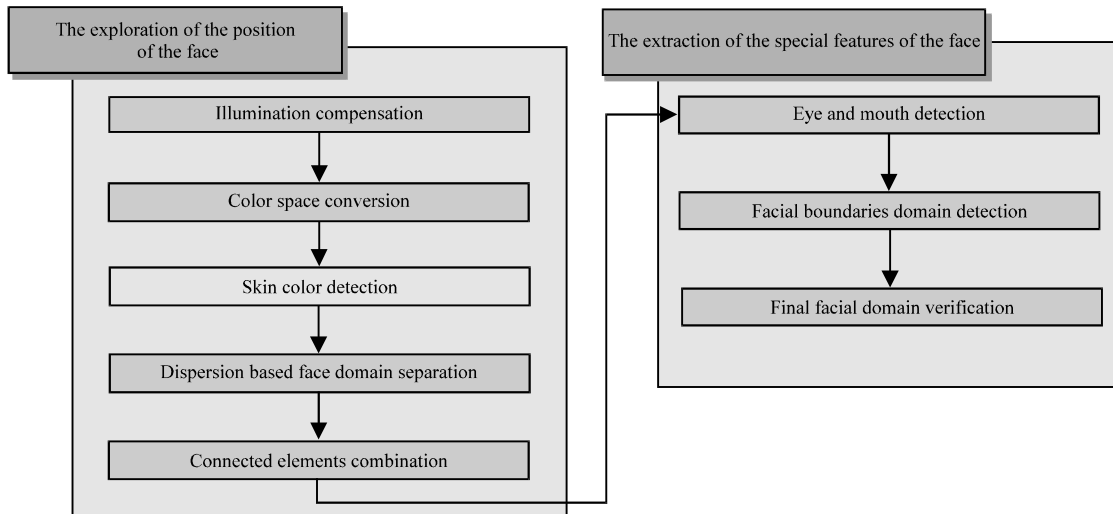 The exploration of the position
of the face
Illumination compensation
Color space conversion
Skin color detection
Dispersion based face domain separation
Connected elements combination
The extraction of the special features of the face
Eye and mouth detection
Facial boundaries domain detection
Final facial domain verification